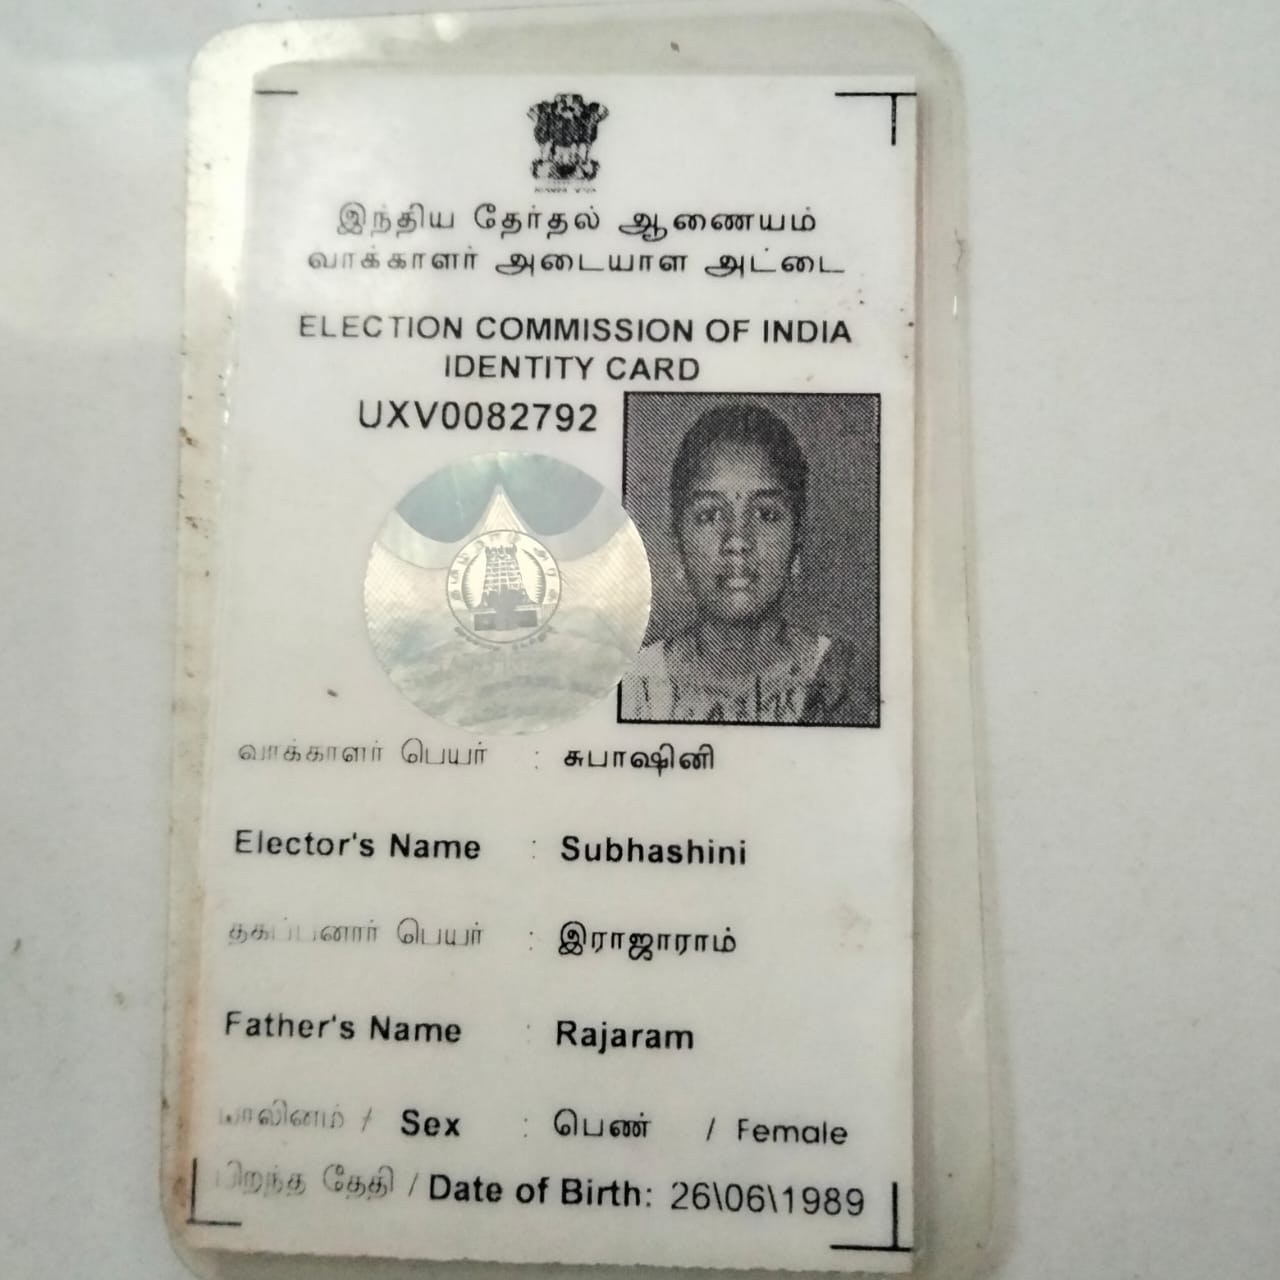 இந்திய தேர்தல் ஆணையம்
வாக்காளர் அடையாள அட்டை
ELECTION COMMISSION OF INDIA
IDENTITY CARD
UXV0082792
வாக்காளர் பெயர் : சுபாஷினி
Elector's Name : Subhashini
தகப்பனார் பெயர் : இராஜாராம்
Father's Name : Rajaram
பாலினம் / Sex : பெண் / Female
பிறந்த தேதி / Date of Birth: 26\06\1989